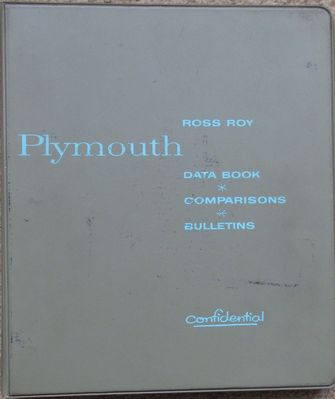 ROSS ROY
Plymouth
DATA BOOK
*
COMPARISONS
*
BULLETINS
Confidential